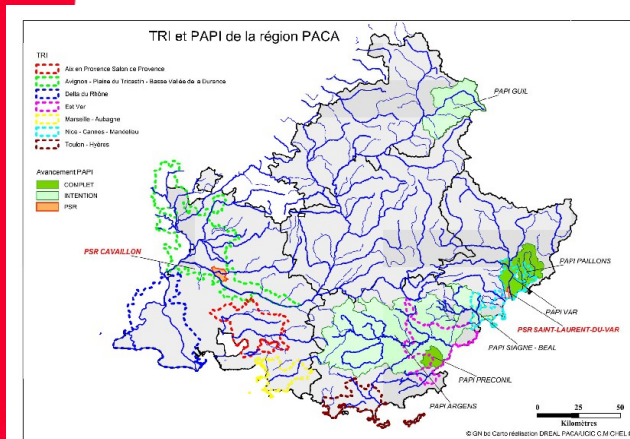 TRI et PAPI de la région PACA
TRI
Aix en Provence Salon de Provence
Avignon - Plaine du Tricastin - Basse Vallée de la Durance
Delta du Rhône
Est Var
Marseille - Aubagne
Nice - Cannes - Mandelieu
Toulon - Hyères
Avancement PAPI
COMPLET
INTENTION
PSR
PAPI GUIL
PSR CAVAILLON
PAPI PAILLONS
PAPI VAR
PSR SAINT-LAURENT-DU-VAR
PAPI SIAGNE - BEAL
PAPI PRECONIL
PAPI ARGENS
0 25 50
Kilomètres
© IGN bd Carto réalisation DREAL PACA/UCIC C.MICHEL